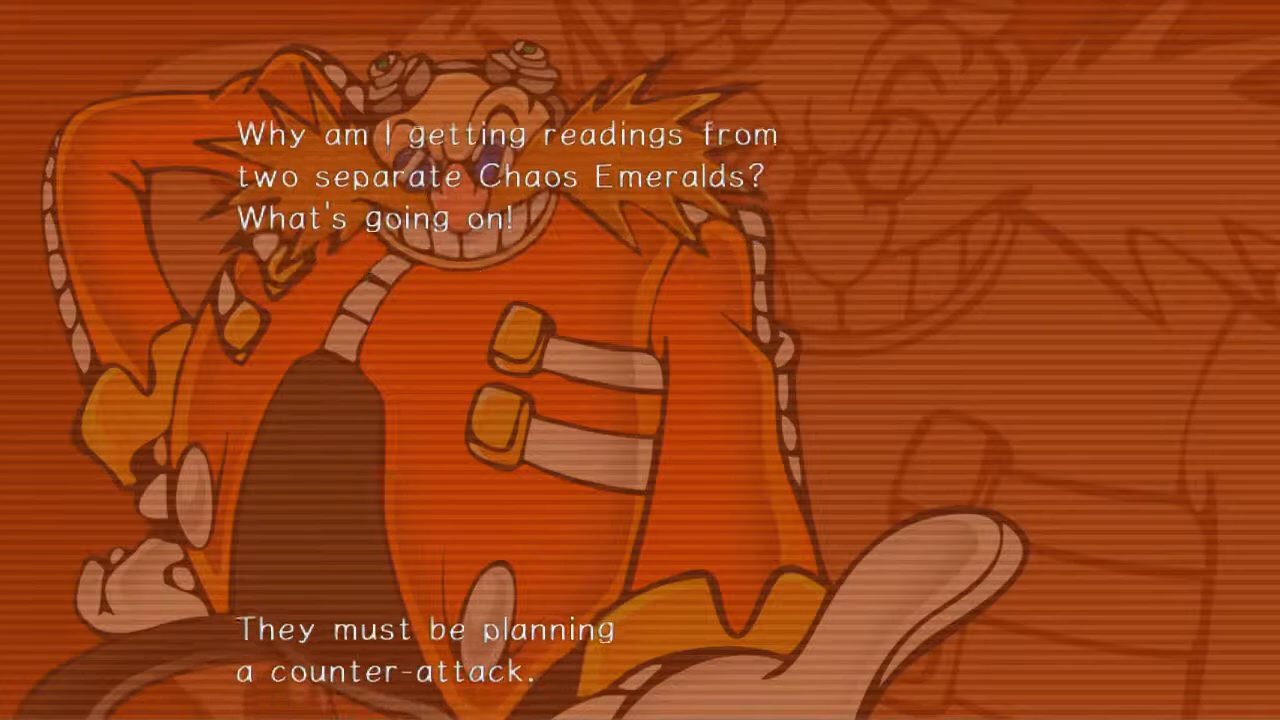 Why am I getting readings from
two separate Chaos Emeralds?
What's going on!
They must be planning
a counter-attack.